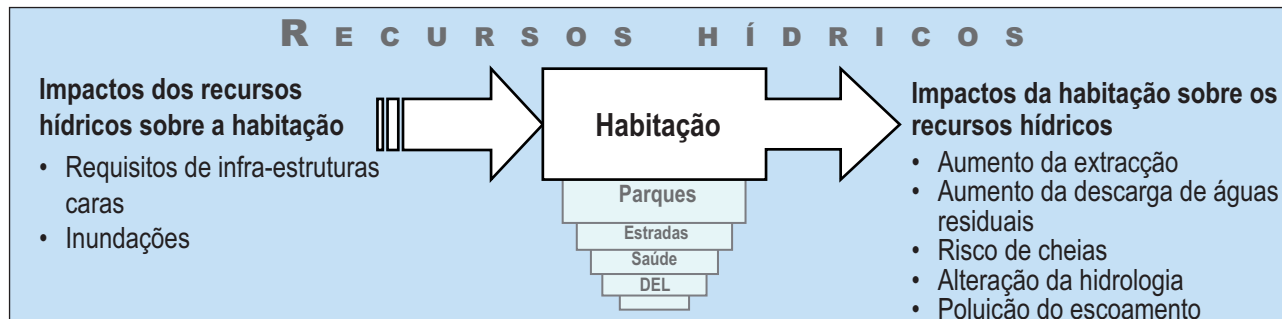 RECURSOS HÍDRICOS
Impactos dos recursos
hídricos sobre a habitação
• Requisitos de infra-estruturas
caras
• Inundações
Habitação
Parques
Estradas
Saúde
DEL
Impactos da habitação sobre os
recursos hídricos
• Aumento da extracção
• Aumento da descarga de águas
residuais
• Risco de cheias
• Alteração da hidrologia
• Poluição do escoamento